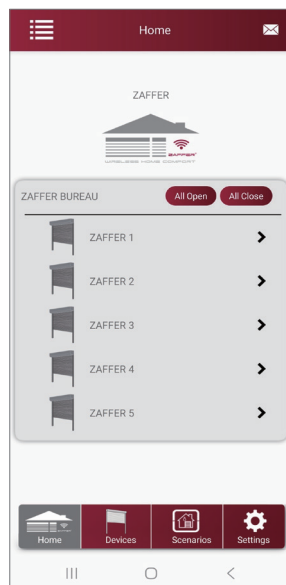 Home
ZAFFER
ZAFFER
WIRELESS HOME COMFORT
ZAFFER BUREAU
All Open
All Close
ZAFFER 1
ZAFFER 2
ZAFFER 3
ZAFFER 4
ZAFFER 5
Home
Devices
Scenarios
Settings